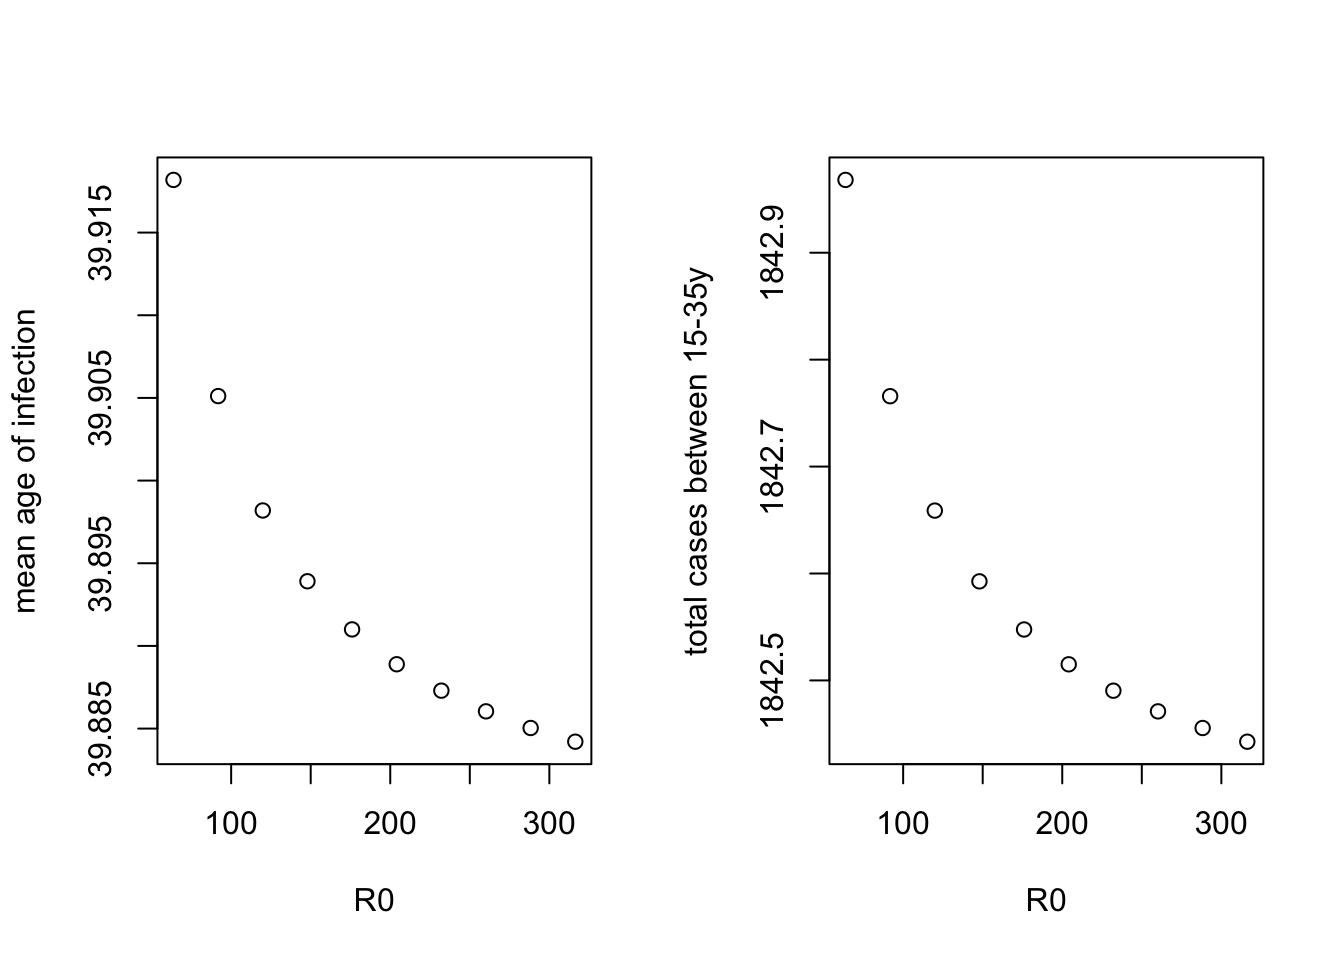 mean age of infection
39.915
39.905
39.895
39.885
100 200 300
R0
total cases between 15-35y
1842.9
1842.7
1842.5
100 200 300
R0